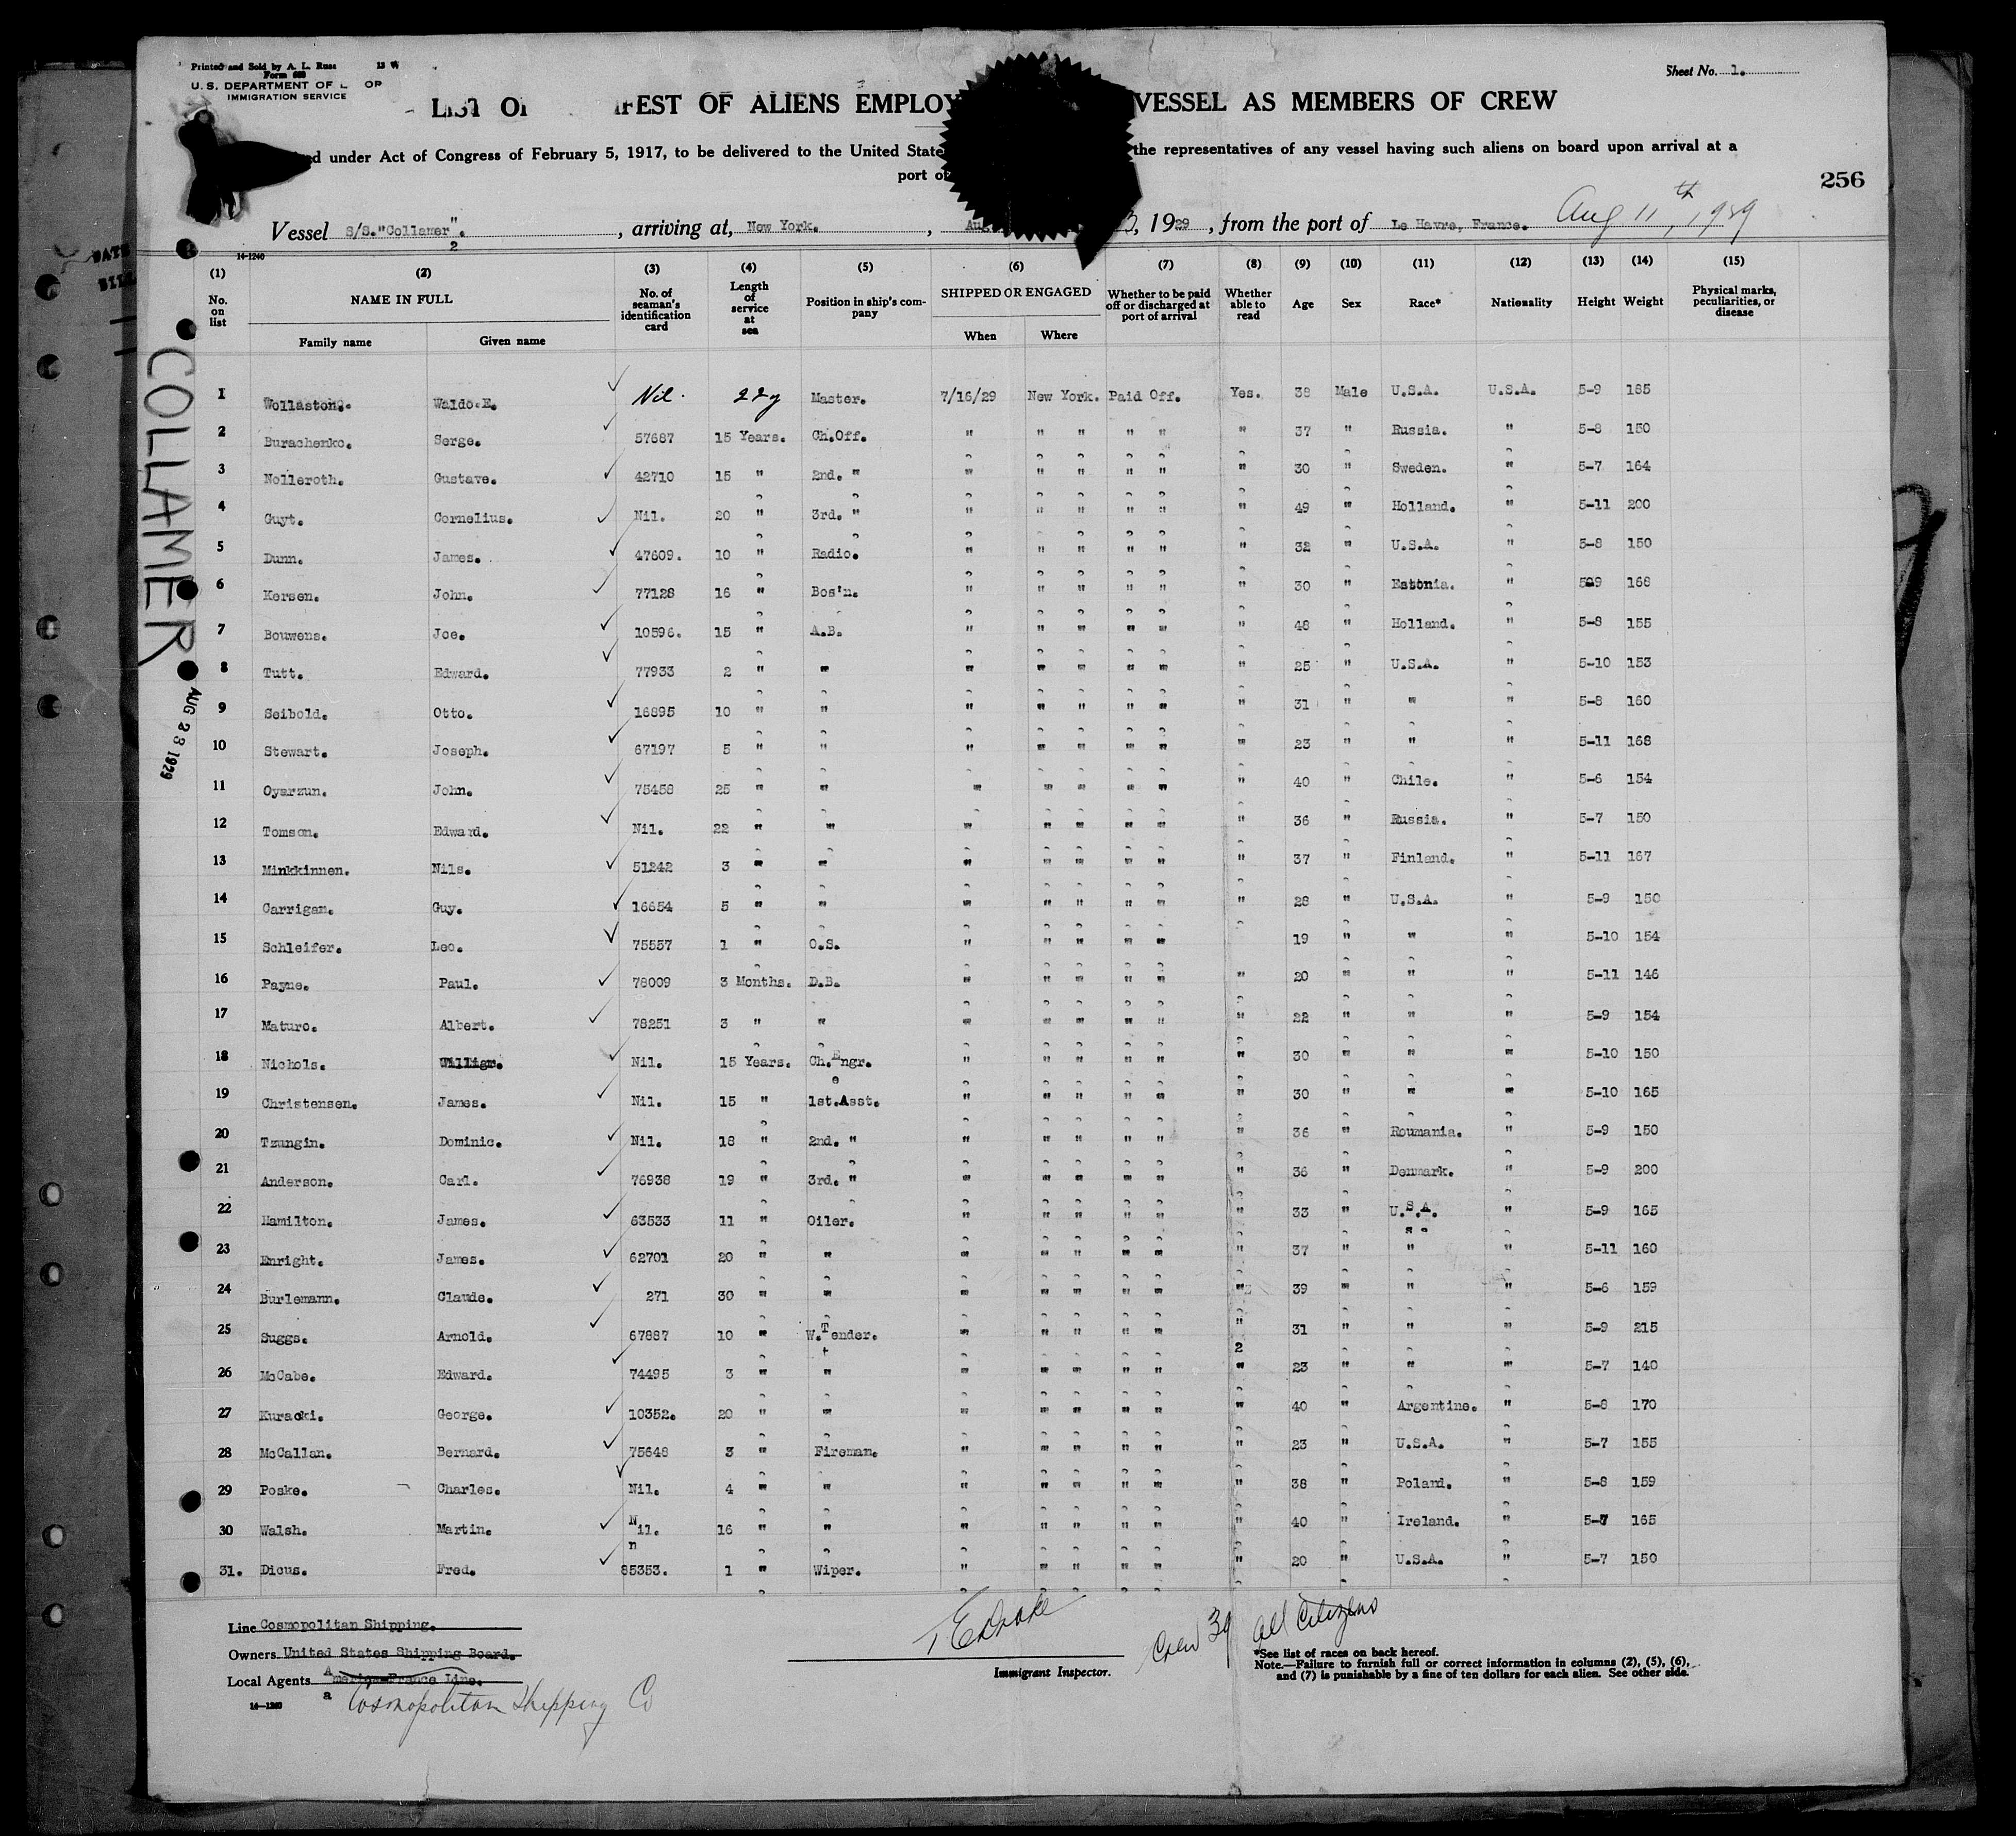 Printed and Sold by A. L. Russ 13 W
Form 680
U. S. DEPARTMENT OF L OR
IMMIGRATION SERVICE
Sheet No. 1.
LIST O IFEST OF ALIENS EMPLOY VESSEL AS MEMBERS OF CREW
ed under Act of Congress of February 5, 1917, to be delivered to the United State the representatives of any vessel having such aliens on board upon arrival at a
port of
256
Vessel S/S."Collamer". , arriving at, New York. , Aug. 3, 1929 , from the port of Le Havre, France. Aug 11th, 1929
2
14-1240
(1) (2) (3) (4) (5) (6) (7) (8) (9) (10) (11) (12) (13) (14) (15)
No. on list NAME IN FULL No. of seaman's identification card Length of service at sea Position in ship's company SHIPPED OR ENGAGED Whether to be paid off or discharged at port of arrival Whether able to read Age Sex Race* Nationality Height Weight Physical marks, peculiarities, or disease
Family name Given name When Where
1 Wollaston. Waldo.E. Nil. 22y Master. 7/16/29 New York. Paid Off. Yes. 38 Male U.S.A. U.S.A. 5-9 185
2 Burachenko. Serge. 57687 15 Years. Ch.Off. " " " " " " 37 " Russia. " 5-8 150
3 Nolleroth. Gustave. 42710 15 " 2nd. " " " " " " " 30 " Sweden. " 5-7 164
4 Guyt. Cornelius. Nil. 20 " 3rd. " " " " " " " 49 " Holland. " 5-11 200
5 Dunn. James. 47609. 10 " Radio. " " " " " " 32 " U.S.A. " 5-8 150
6 Kersen. John. 77128 16 " Bos'n. " " " " " " 30 " Estonia. " 5-9 168
7 Bouwens. Joe. 10596. 15 " A.B. " " " " " " 48 " Holland. " 5-8 155
8 Tutt. Edward. 77933 2 " " " " " " " " 25 " U.S.A. " 5-10 153
9 Seibold. Otto. 16895 10 " " " " " " " " 31 " " " 5-8 160
10 Stewart. Joseph. 67197 5 " " " " " " " " 23 " " " 5-11 168
11 Oyarzun. John. 75458 25 " " " " " " " " 40 " Chile. " 5-6 154
12 Tomson. Edward. Nil. 22 " " " " " " " " 36 " Russia. " 5-7 150
13 Minkkinnen. Nils. 51242 3 " " " " " " " " 37 " Finland. " 5-11 167
14 Carrigan. Guy. 16654 5 " " " " " " " " 28 " U.S.A. " 5-9 150
15 Schleifer. Leo. 75557 1 " O.S. " " " " " 19 " " " 5-10 154
16 Payne. Paul. 78009 3 Months. D.B. " " " " " " 20 " " " 5-11 146
17 Maturo. Albert. 78251 3 " " " " " " " " 22 " " " 5-9 154
18 Nichols. William. Nil. 15 Years. Ch.Engr. " " " " " " 30 " " " 5-10 150
19 Christensen. James. Nil. 15 " 1st.Asst. " " " " " " 30 " " " 5-10 165
20 Tzungin. Dominic. Nil. 18 " 2nd. " " " " " " " 36 " Roumania. " 5-9 150
21 Anderson. Carl. 76938 19 " 3rd. " " " " " " " 36 " Denmark. " 5-9 200
22 Hamilton. James. 63533 11 " Oiler. " " " " " " 33 " U.S.A. " 5-9 165
23 Enright. James. 62701 20 " " " " " " " " 37 " " " 5-11 160
24 Burlemann. Claude. 271 30 " " " " " " " " 39 " " " 5-6 159
25 Suggs. Arnold. 67887 10 " W.Tender. " " " " " " 31 " " " 5-9 215
26 McCabe. Edward. 74495 3 " " " " " " " " 23 " " " 5-7 140
27 Kuracki. George. 10352. 20 " " " " " " " " 40 " Argentine. " 5-8 170
28 McCallan. Bernard. 75648 3 " Fireman. " " " " " " 23 " U.S.A. " 5-7 155
29 Poske. Charles. Nil. 4 " " " " " " " " 38 " Poland. " 5-8 159
30 Walsh. Martin. Nil. 16 " " " " " " " " 40 " Ireland. " 5-7 165
31. Dicus. Fred. 85353. 1 " Wiper. " " " " " " 20 " U.S.A. " 5-7 150
COLLAMER
AUG 23 1929
Line Cosmopolitan Shipping.
Owners United States Shipping Board.
Local Agents America-France Line.
14-1240
Cosmopolitan Shipping Co
Immigrant Inspector.
Crew 39 All Citizens
*See list of races on back hereof.
Note.—Failure to furnish full or correct information in columns (2), (5), (6),
and (7) is punishable by a fine of ten dollars for each alien. See other side.